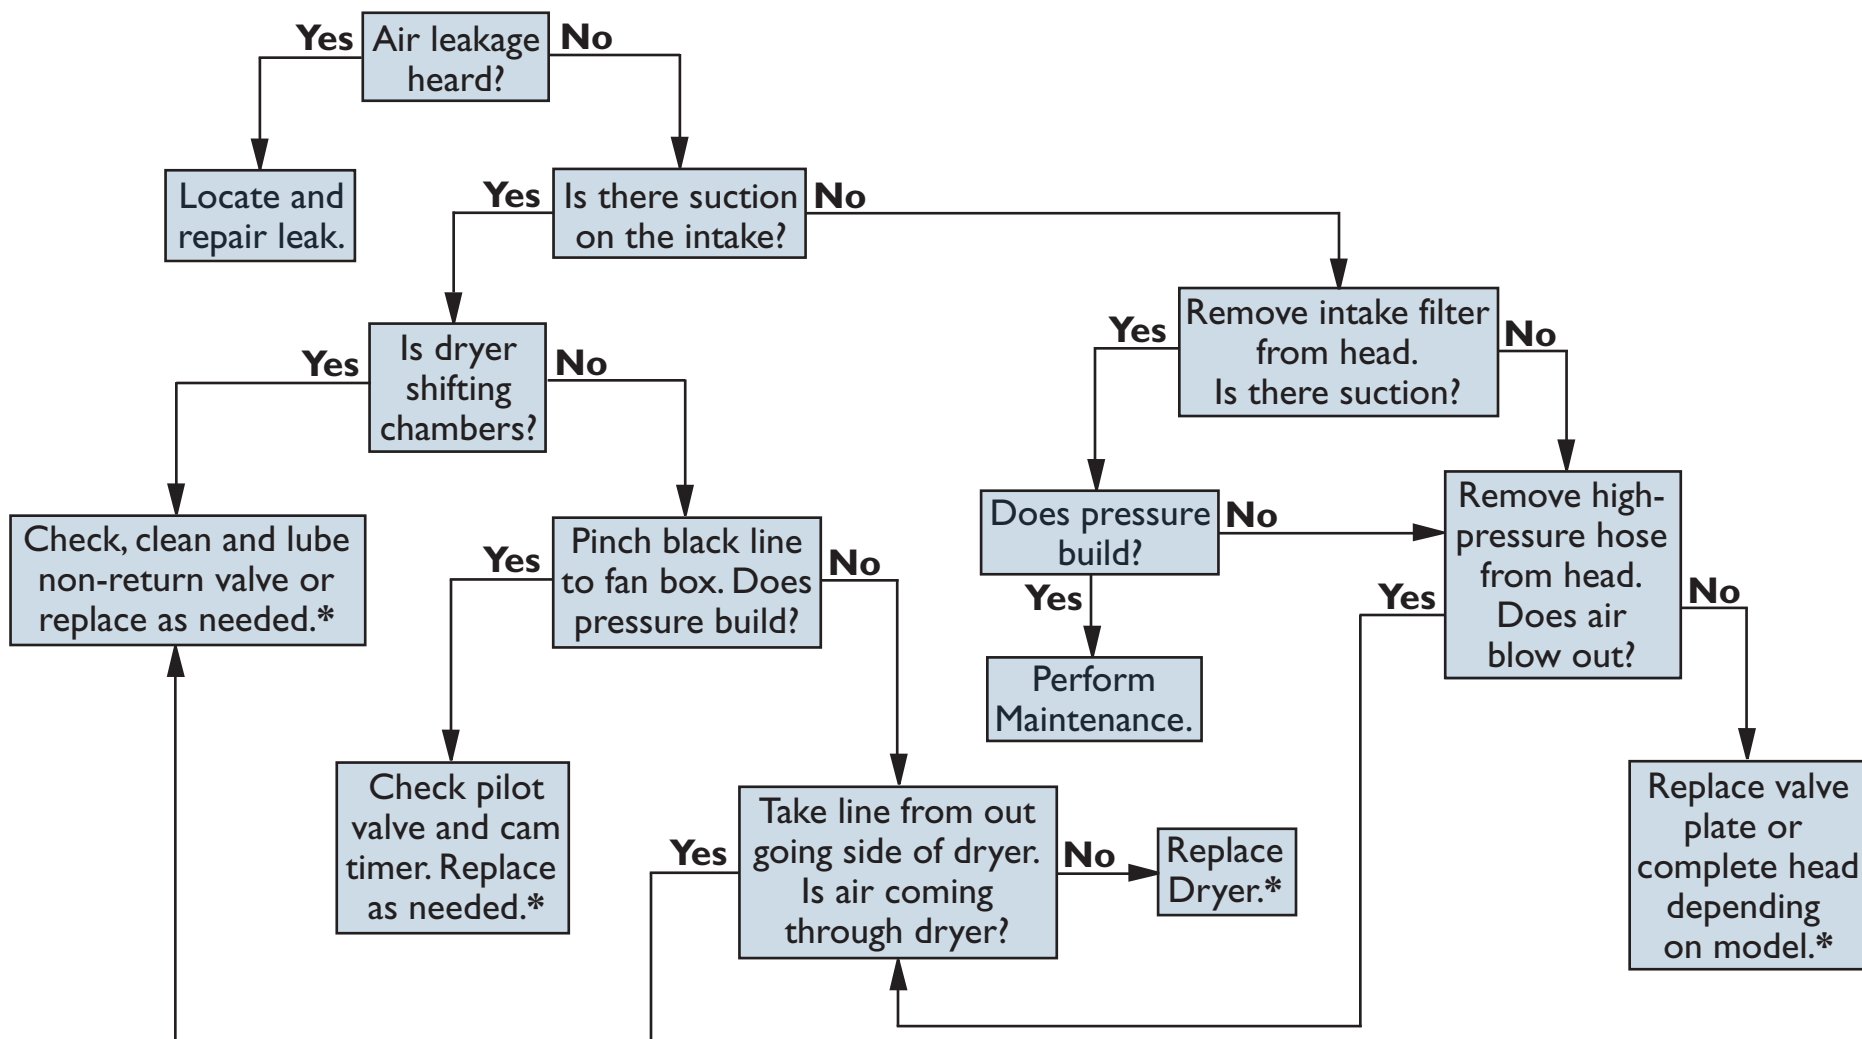 Yes
Air leakage
heard?
No
Locate and
repair leak.
Yes
Is there suction
on the intake?
No
Yes
Is dryer
shifting
chambers?
No
Yes
Remove intake filter
from head.
Is there suction?
No
Check, clean and lube
non-return valve or
replace as needed.*
Yes
Pinch black line
to fan box. Does
pressure build?
No
Does pressure
build?
No
Yes
Perform
Maintenance.
Remove high-
pressure hose
from head.
Does air
blow out?
Yes
No
Check pilot
valve and cam
timer. Replace
as needed.*
Yes
Take line from out
going side of dryer.
Is air coming
through dryer?
No
Replace
Dryer.*
Replace valve
plate or
complete head
depending
on model.*